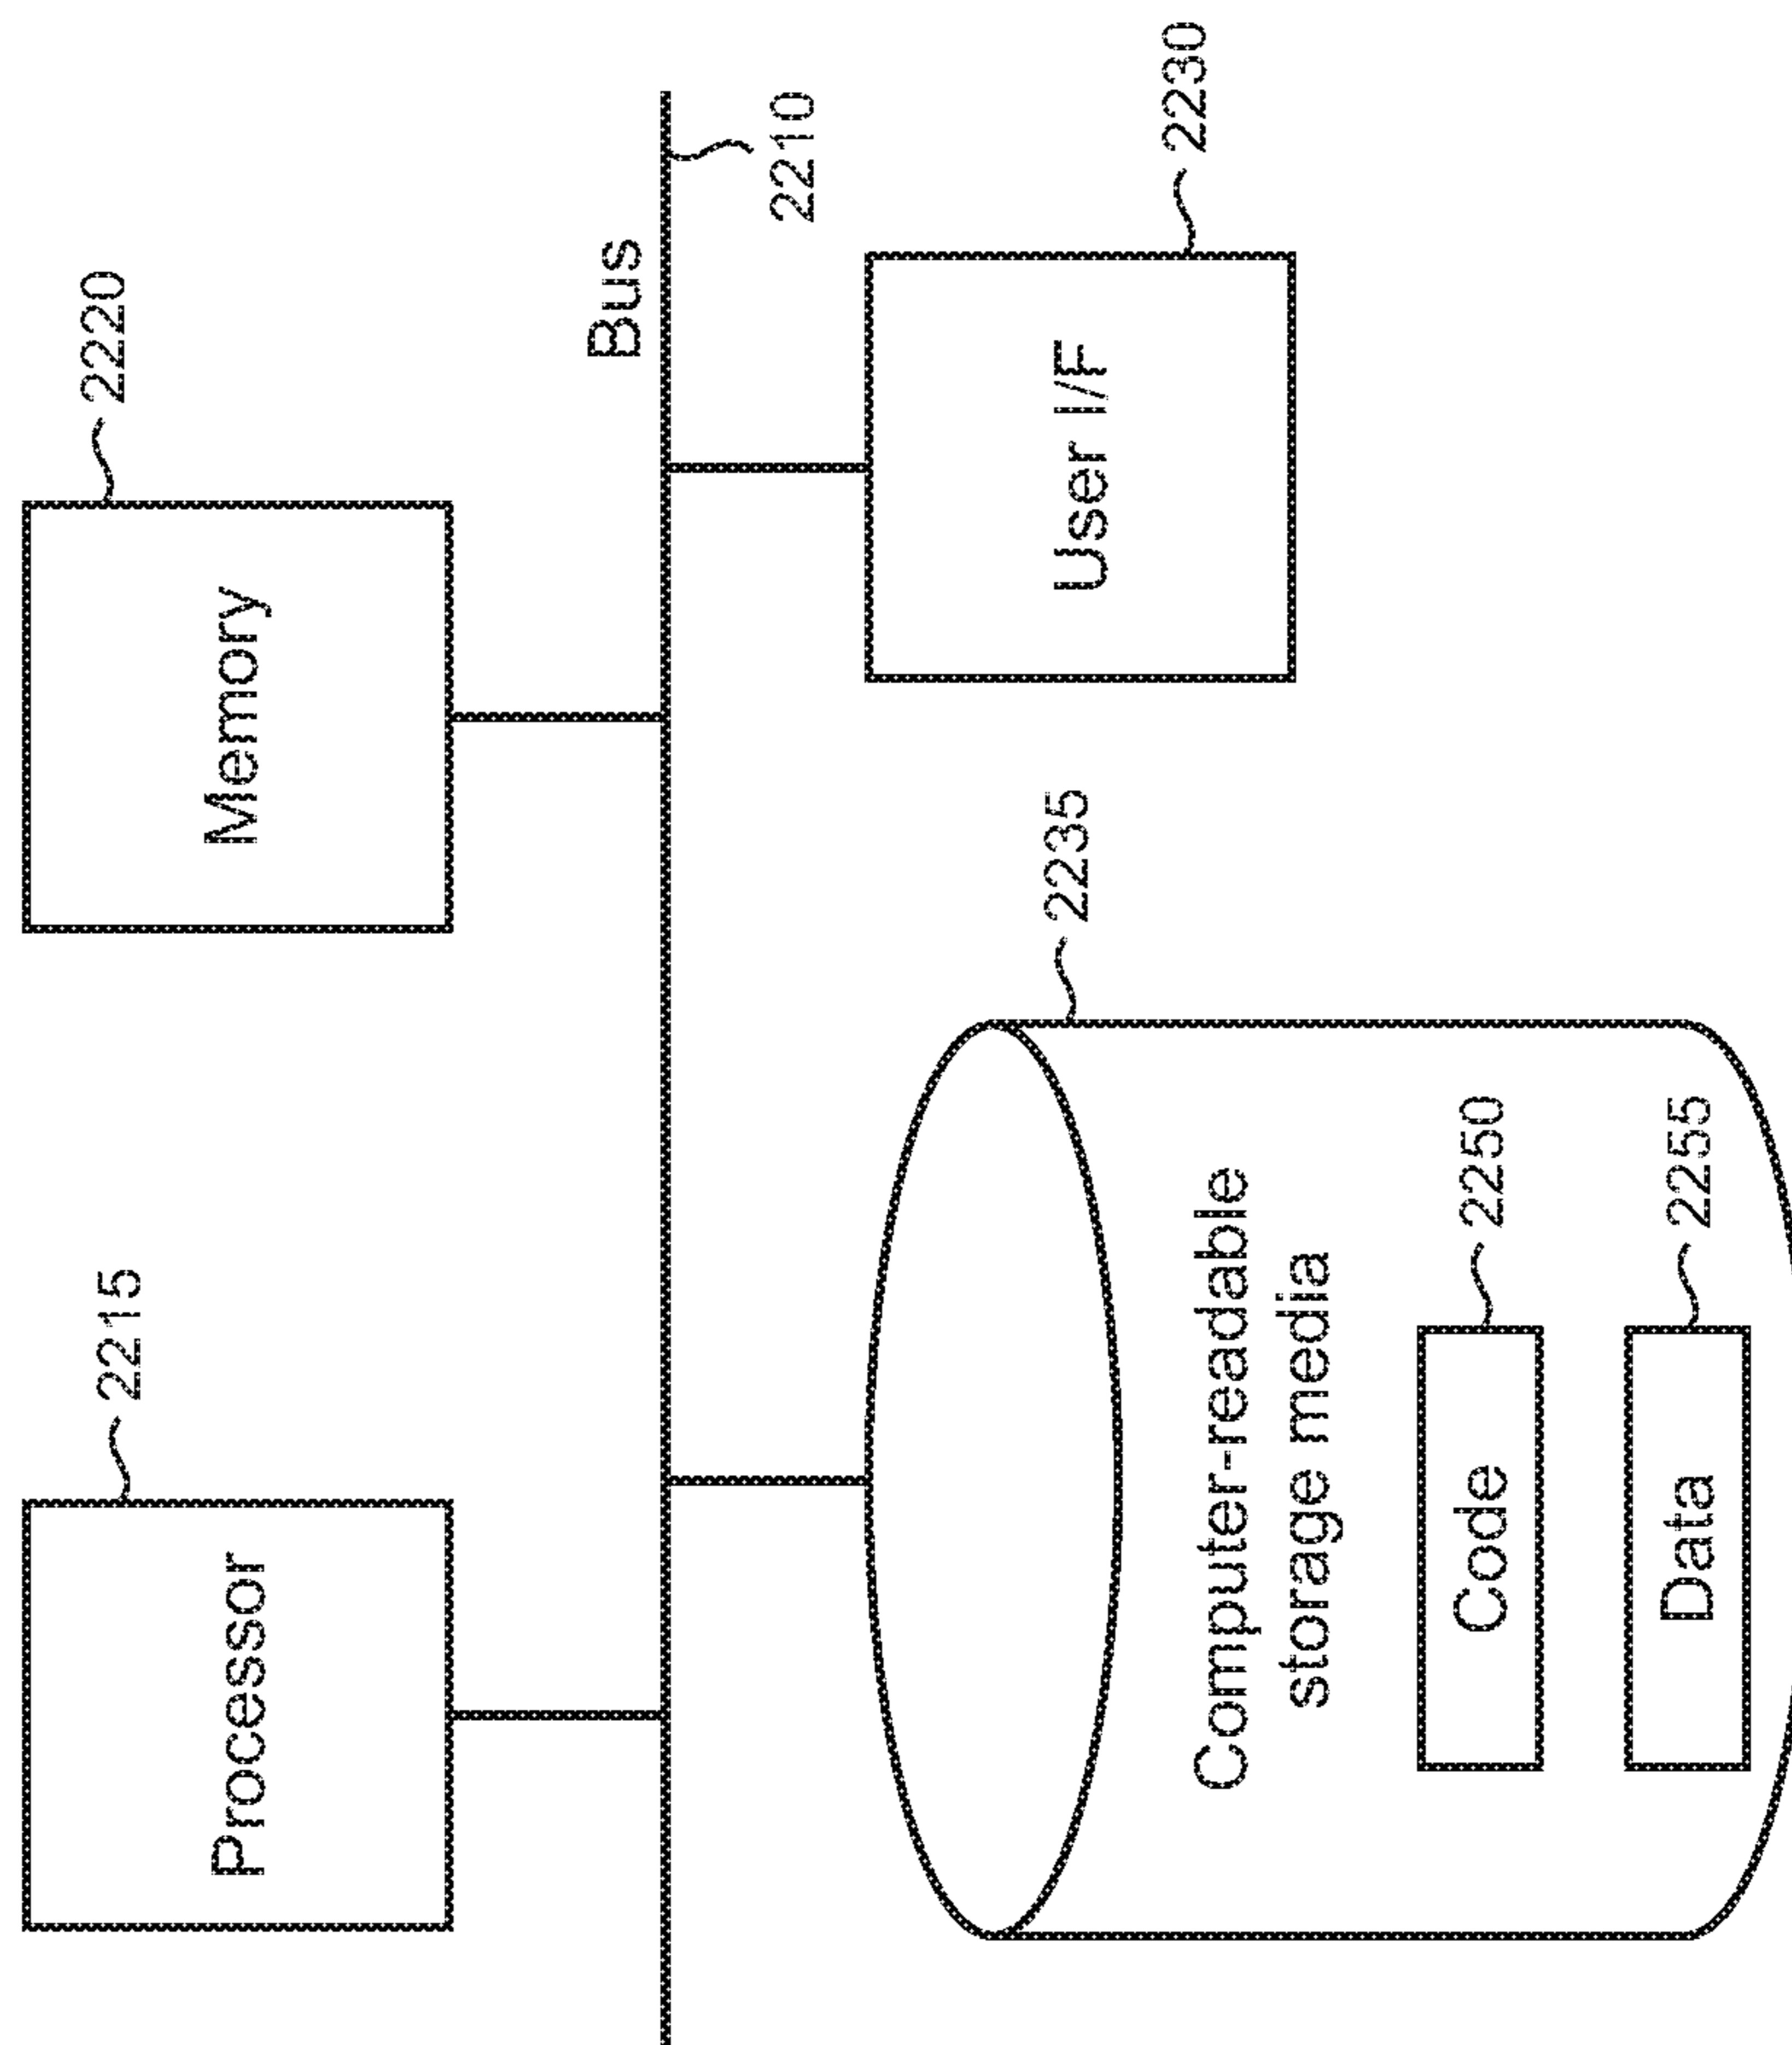 2215
Processor
2220
Memory
Bus
2210
2235
Computer-readable
storage media
Code
2250
Data
2255
2230
User I/F